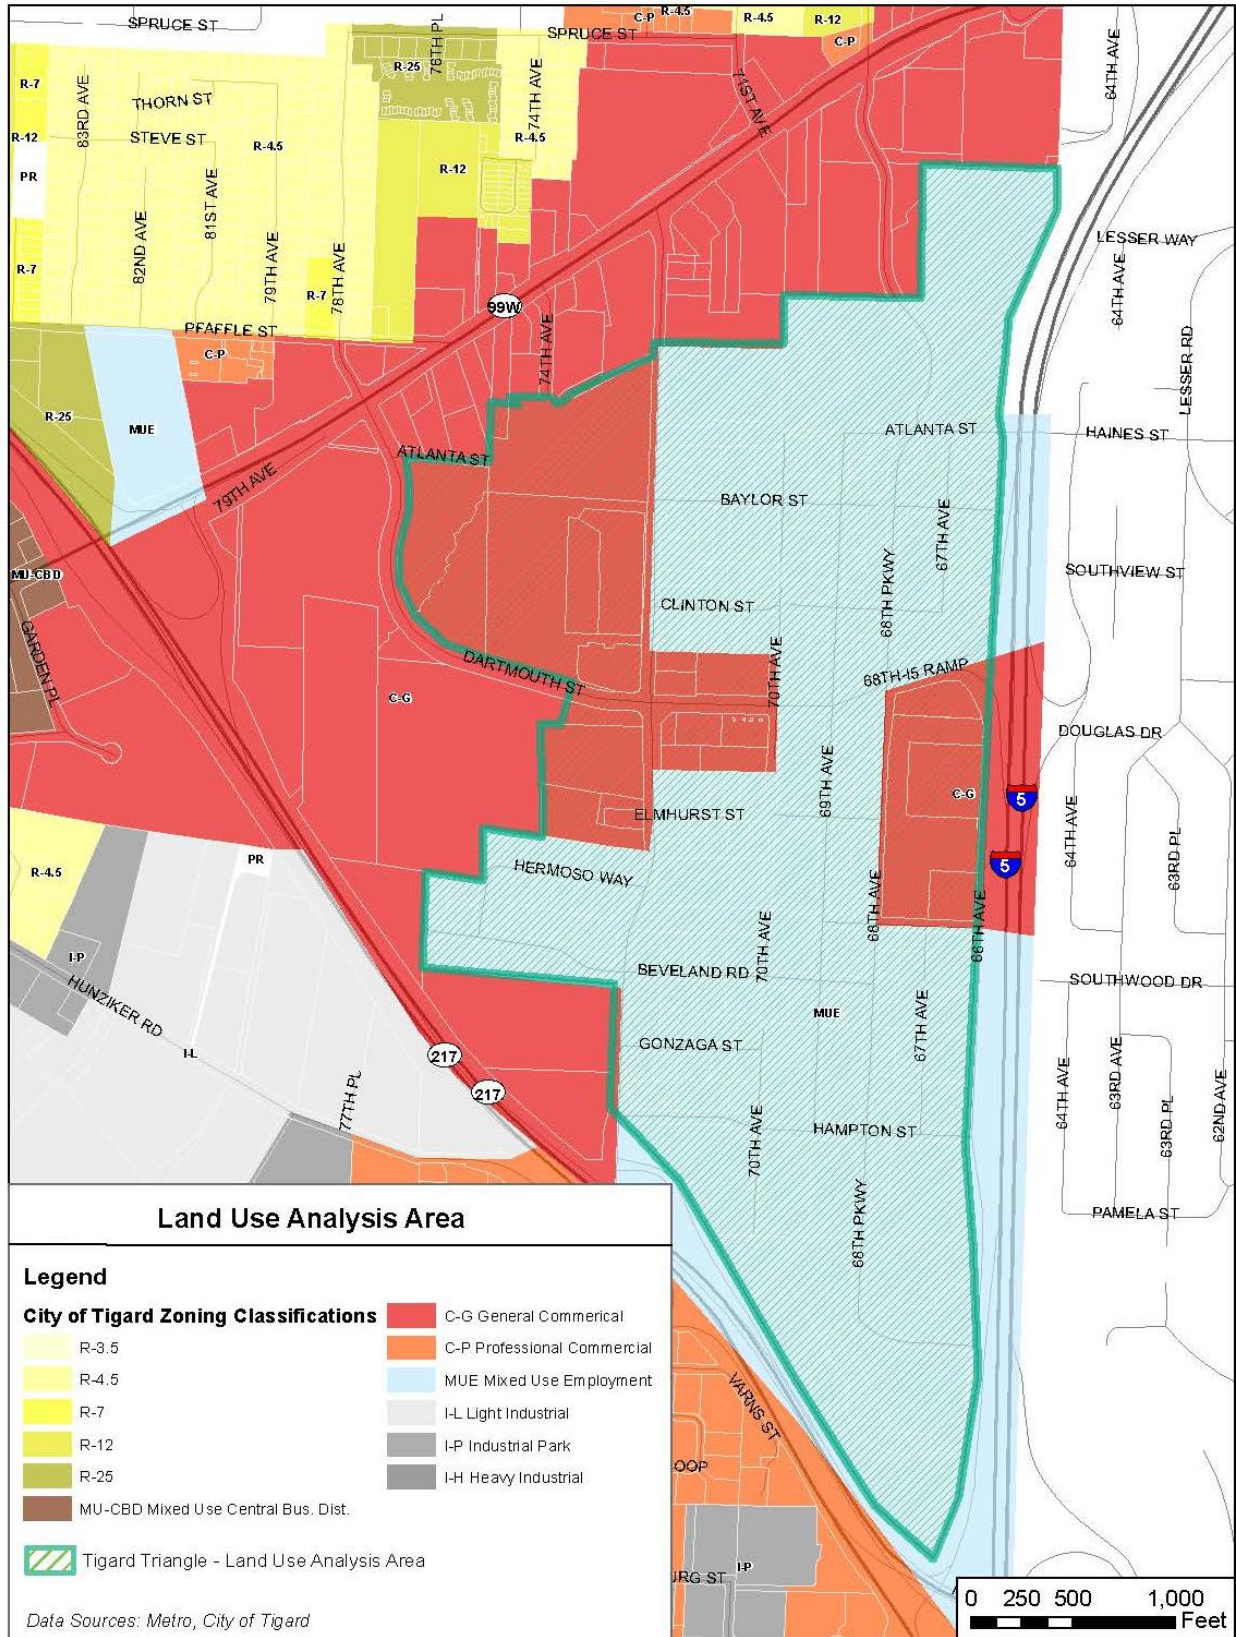 SPRUCE ST
C-P
R-4.5
R-4.5
R-12
SPRUCE ST
C-P
76TH PL
R-25
R-7
83RD AVE
THORN ST
74TH AVE
71ST AVE
64TH AVE
R-12
STEVE ST
R-4.5
R-4.5
PR
R-12
81ST AVE
82ND AVE
79TH AVE
78TH AVE
LESSER WAY
R-7
R-7
64TH AVE
99W
PFAFFLE ST
C-P
74TH AVE
LESSER RD
R-25
MUE
ATLANTA ST
HAINES ST
ATLANTA ST
79TH AVE
BAYLOR ST
67TH AVE
MU-CBD
SOUTHVIEW ST
68TH PKWY
CLINTON ST
GARDEN PL
DARTMOUTH ST
70TH AVE
68TH-I5 RAMP
C-G
DOUGLAS DR
69TH AVE
C-G
5
ELMHURST ST
64TH AVE
63RD PL
PR
5
R-4.5
HERMOSO WAY
68TH AVE
66TH AVE
70TH AVE
I-P
BEVELAND RD
SOUTHWOOD DR
HUNZIKER RD
MUE
67TH AVE
I-L
GONZAGA ST
217
217
77TH PL
64TH AVE
63RD AVE
63RD PL
62ND AVE
70TH AVE
HAMPTON ST
68TH PKWY
PAMELA ST
Land Use Analysis Area
Legend
City of Tigard Zoning Classifications
R-3.5
R-4.5
R-7
R-12
R-25
MU-CBD Mixed Use Central Bus. Dist.
C-G General Commerical
C-P Professional Commercial
MUE Mixed Use Employment
I-L Light Industrial
I-P Industrial Park
I-H Heavy Industrial
Tigard Triangle - Land Use Analysis Area
Data Sources: Metro, City of Tigard
VARNS ST
OOP
I-P
URG ST
0 250 500 1,000
Feet